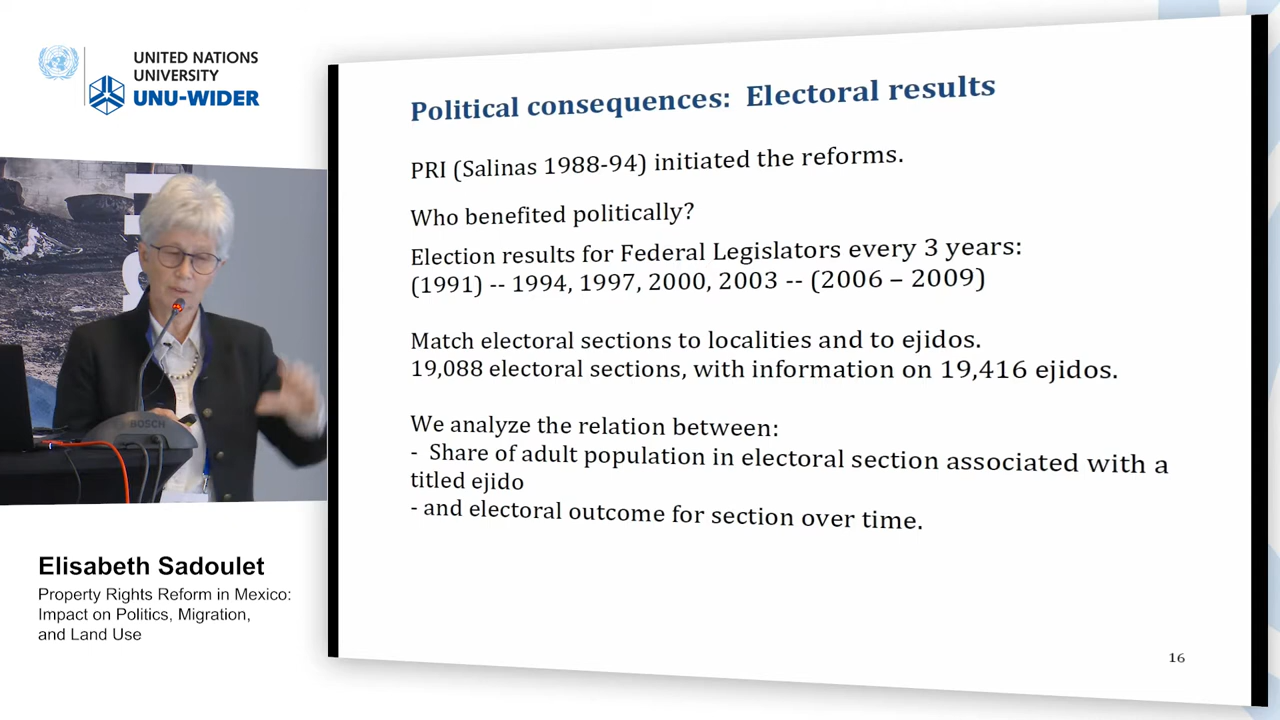 UNITED NATIONS
UNIVERSITY
UNU-WIDER
Political consequences: Electoral results
PRI (Salinas 1988-94) initiated the reforms.
Who benefited politically?
Election results for Federal Legislators every 3 years:
(1991) -- 1994, 1997, 2000, 2003 -- (2006 – 2009)
Match electoral sections to localities and to ejidos.
19,088 electoral sections, with information on 19,416 ejidos.
We analyze the relation between:
- Share of adult population in electoral section associated with a
titled ejido
- and electoral outcome for section over time.
16
BOSCH
Elisabeth Sadoulet
Property Rights Reform in Mexico:
Impact on Politics, Migration,
and Land Use